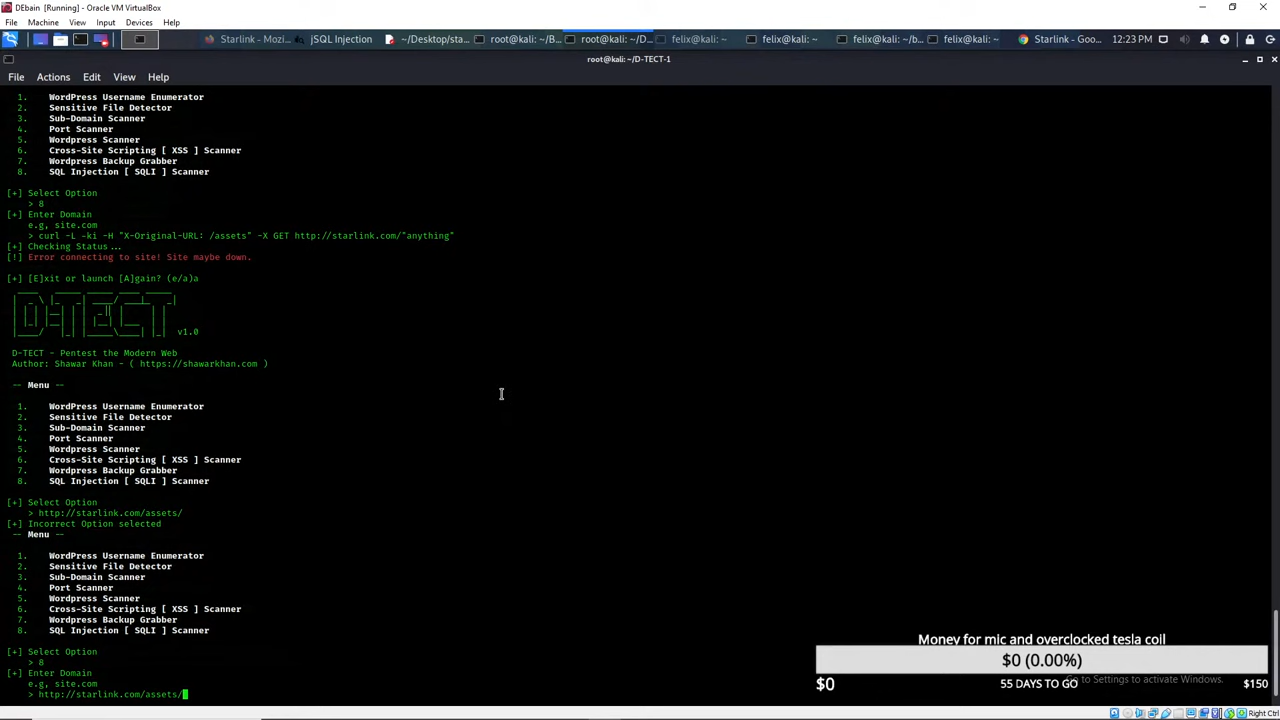 DEbain [Running] - Oracle VM VirtualBox
File Machine View Input Devices Help
Starlink - Mozi... jSQL Injection ~/Desktop/sta... root@kali: ~/B... root@kali: ~/D... felix@kali: ~ felix@kali: ~ felix@kali: ~/b... felix@kali: ~ Starlink - Goo... 12:23 PM
root@kali: ~/D-TECT-1
File Actions Edit View Help
1. WordPress Username Enumerator
2. Sensitive File Detector
3. Sub-Domain Scanner
4. Port Scanner
5. Wordpress Scanner
6. Cross-Site Scripting [ XSS ] Scanner
7. Wordpress Backup Grabber
8. SQL Injection [ SQLI ] Scanner
[+] Select Option
> 8
[+] Enter Domain
e.g, site.com
> curl -L -ki -H "X-Original-URL: /assets" -X GET http://starlink.com/"anything"
[+] Checking Status...
[!] Error connecting to site! Site maybe down.
[+] [E]xit or launch [A]gain? (e/a)a
D-TECT v1.0
D-TECT - Pentest the Modern Web
Author: Shawar Khan - ( https://shawarkhan.com )
-- Menu --
1. WordPress Username Enumerator
2. Sensitive File Detector
3. Sub-Domain Scanner
4. Port Scanner
5. Wordpress Scanner
6. Cross-Site Scripting [ XSS ] Scanner
7. Wordpress Backup Grabber
8. SQL Injection [ SQLI ] Scanner
[+] Select Option
> http://starlink.com/assets/
[+] Incorrect Option selected
-- Menu --
1. WordPress Username Enumerator
2. Sensitive File Detector
3. Sub-Domain Scanner
4. Port Scanner
5. Wordpress Scanner
6. Cross-Site Scripting [ XSS ] Scanner
7. Wordpress Backup Grabber
8. SQL Injection [ SQLI ] Scanner
[+] Select Option
> 8
[+] Enter Domain
e.g, site.com
> http://starlink.com/assets/
Money for mic and overclocked tesla coil
$0 (0.00%)
Go to Settings to activate Windows.
$0 55 DAYS TO GO $150
Right Ctrl